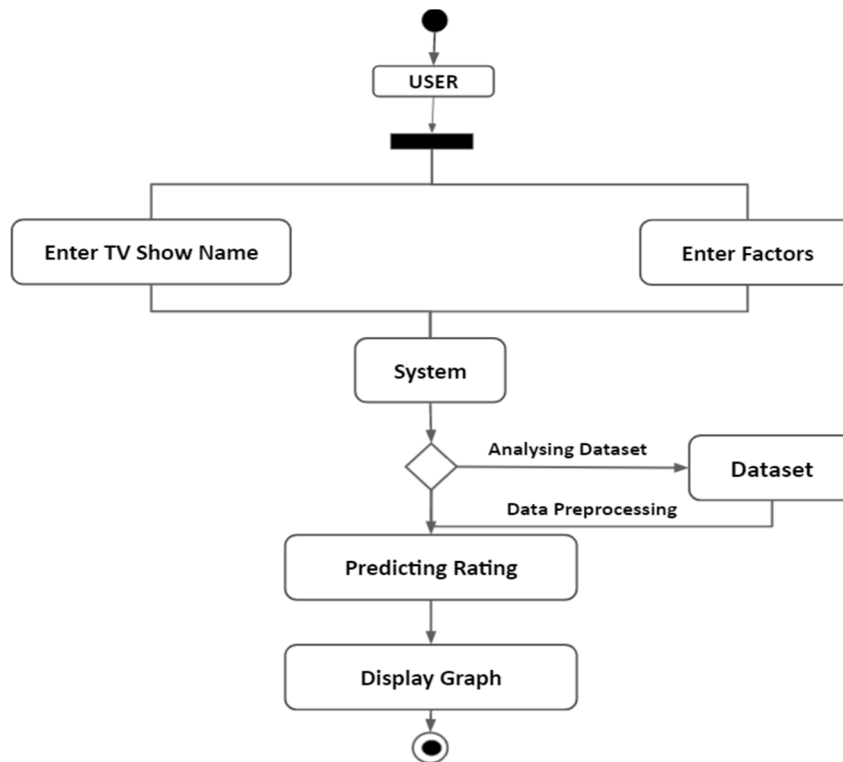 USER
Enter TV Show Name
Enter Factors
System
Analysing Dataset
Dataset
Data Preprocessing
Predicting Rating
Display Graph